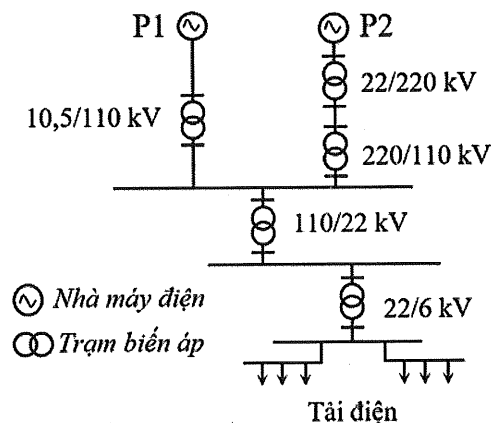 P1
P2
22/220 kV
10,5/110 kV
220/110 kV
110/22 kV
Nhà máy điện
22/6 kV
Trạm biến áp
Tải điện